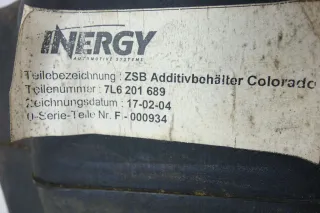 INERGY
AUTOMOTIVE SYSTEMS
Teilebezeichnung : ZSB Additivbehälter Colorado
Teilenummer : 7L6 201 689
Zeichnungsdatum : 17-02-04
0-Serie-Teile Nr. F - 000934